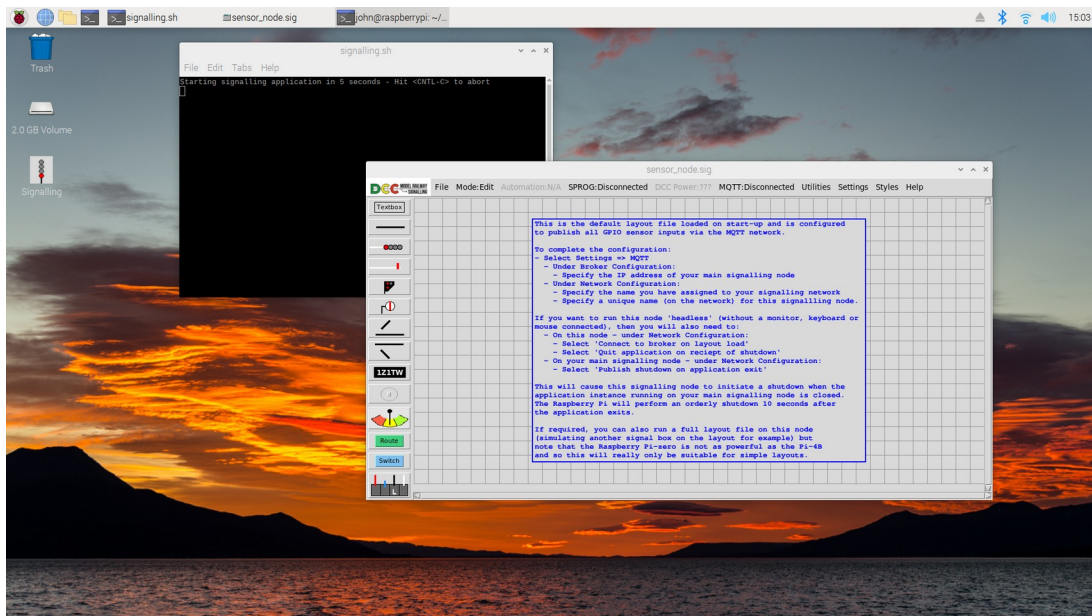 signalling.sh
sensor_node.sig
john@raspberrypi: ~/...
15:03
Trash
2.0 GB Volume
Signalling
signalling.sh
File Edit Tabs Help
Starting signalling application in 5 seconds - Hit <CNTL-C> to abort
sensor_node.sig
DCC MODEL RAILWAY SIGNALLING
File Mode:Edit Automation:N/A SPROG:Disconnected DCC Power:??? MQTT:Disconnected Utilities Settings Styles Help
Textbox
1Z1TW
Route
Switch
L
This is the default layout file loaded on start-up and is configured
to publish all GPIO sensor inputs via the MQTT network.
To complete the configuration:
- Select Settings => MQTT
- Under Broker Configuration:
- Specify the IP address of your main signalling node
- Under Network Configuration:
- Specify the name you have assigned to your signalling network
- Specify a unique name (on the network) for this signallling node.
If you want to run this node 'headless' (without a monitor, keyboard or
mouse connected), then you will also need to:
- On this node - under Network Configuration:
- Select 'Connect to broker on layout load'
- Select 'Quit application on reciept of shutdown'
- On your main signalling node - under Network Configuration:
- Select 'Publish shutdown on application exit'
This will cause this signalling node to initiate a shutdown when the
application instance running on your main signalling node is closed.
The Raspberry Pi will perform an orderly shutdown 10 seconds after
the application exits.
If required, you can also run a full layout file on this node
(simulating another signal box on the layout for example) but
note that the Raspberry Pi-zero is not as powerful as the Pi-4B
and so this will really only be suitable for simple layouts.